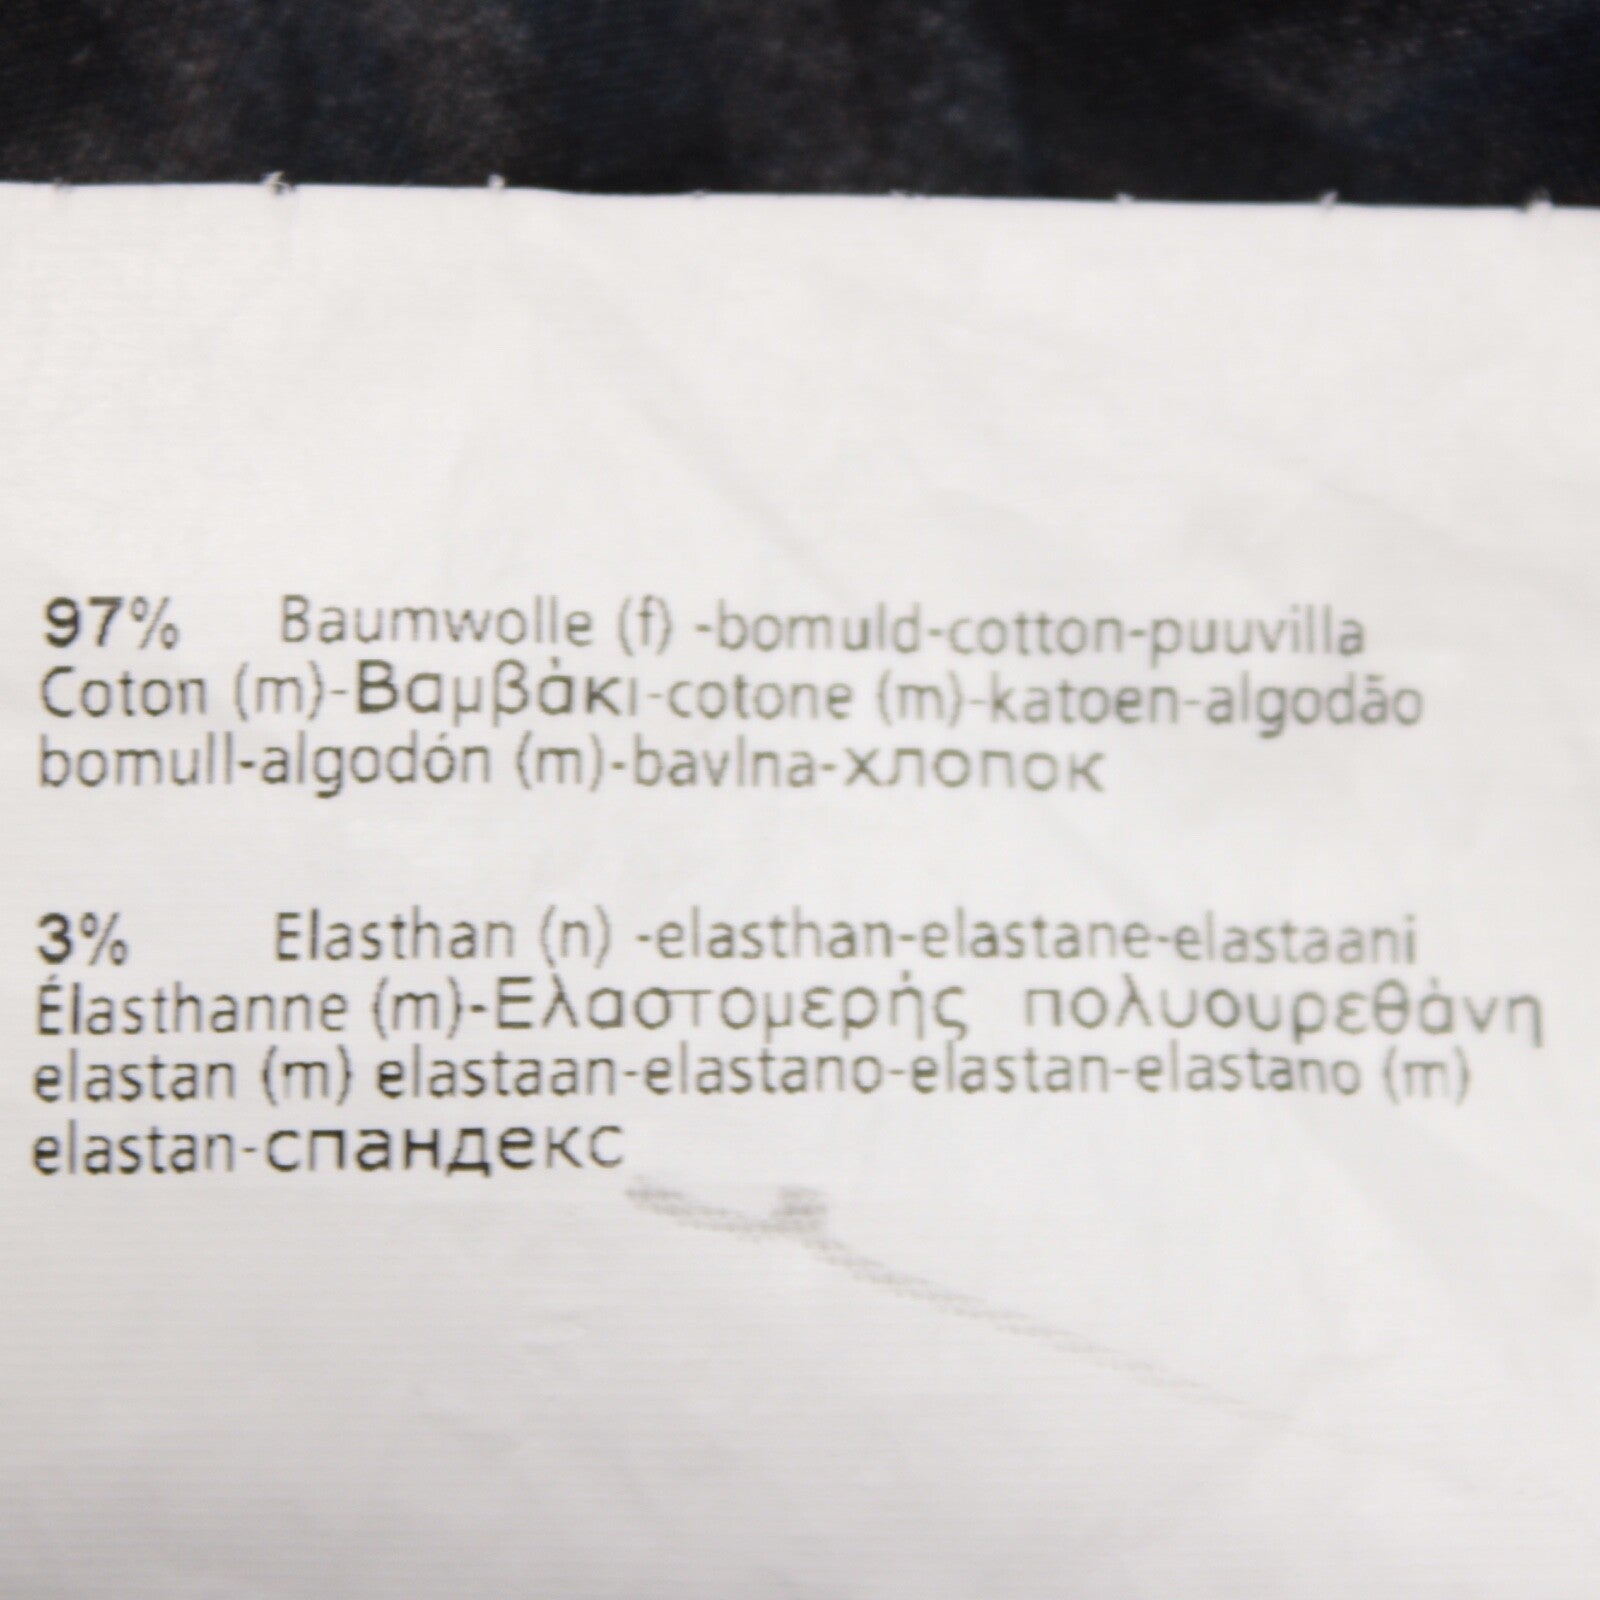 97% Baumwolle (f) -bomuld-cotton-puuvilla
Coton (m)-Βαμβάκι-cotone (m)-katoen-algodão
bomull-algodón (m)-bavlna-хлопок
3% Elasthan (n) -elasthan-elastane-elastaani
Élasthanne (m)-Ελαστομερής πολυουρεθάνη
elastan (m) elastaan-elastano-elastan-elastano (m)
elastan-спандекс